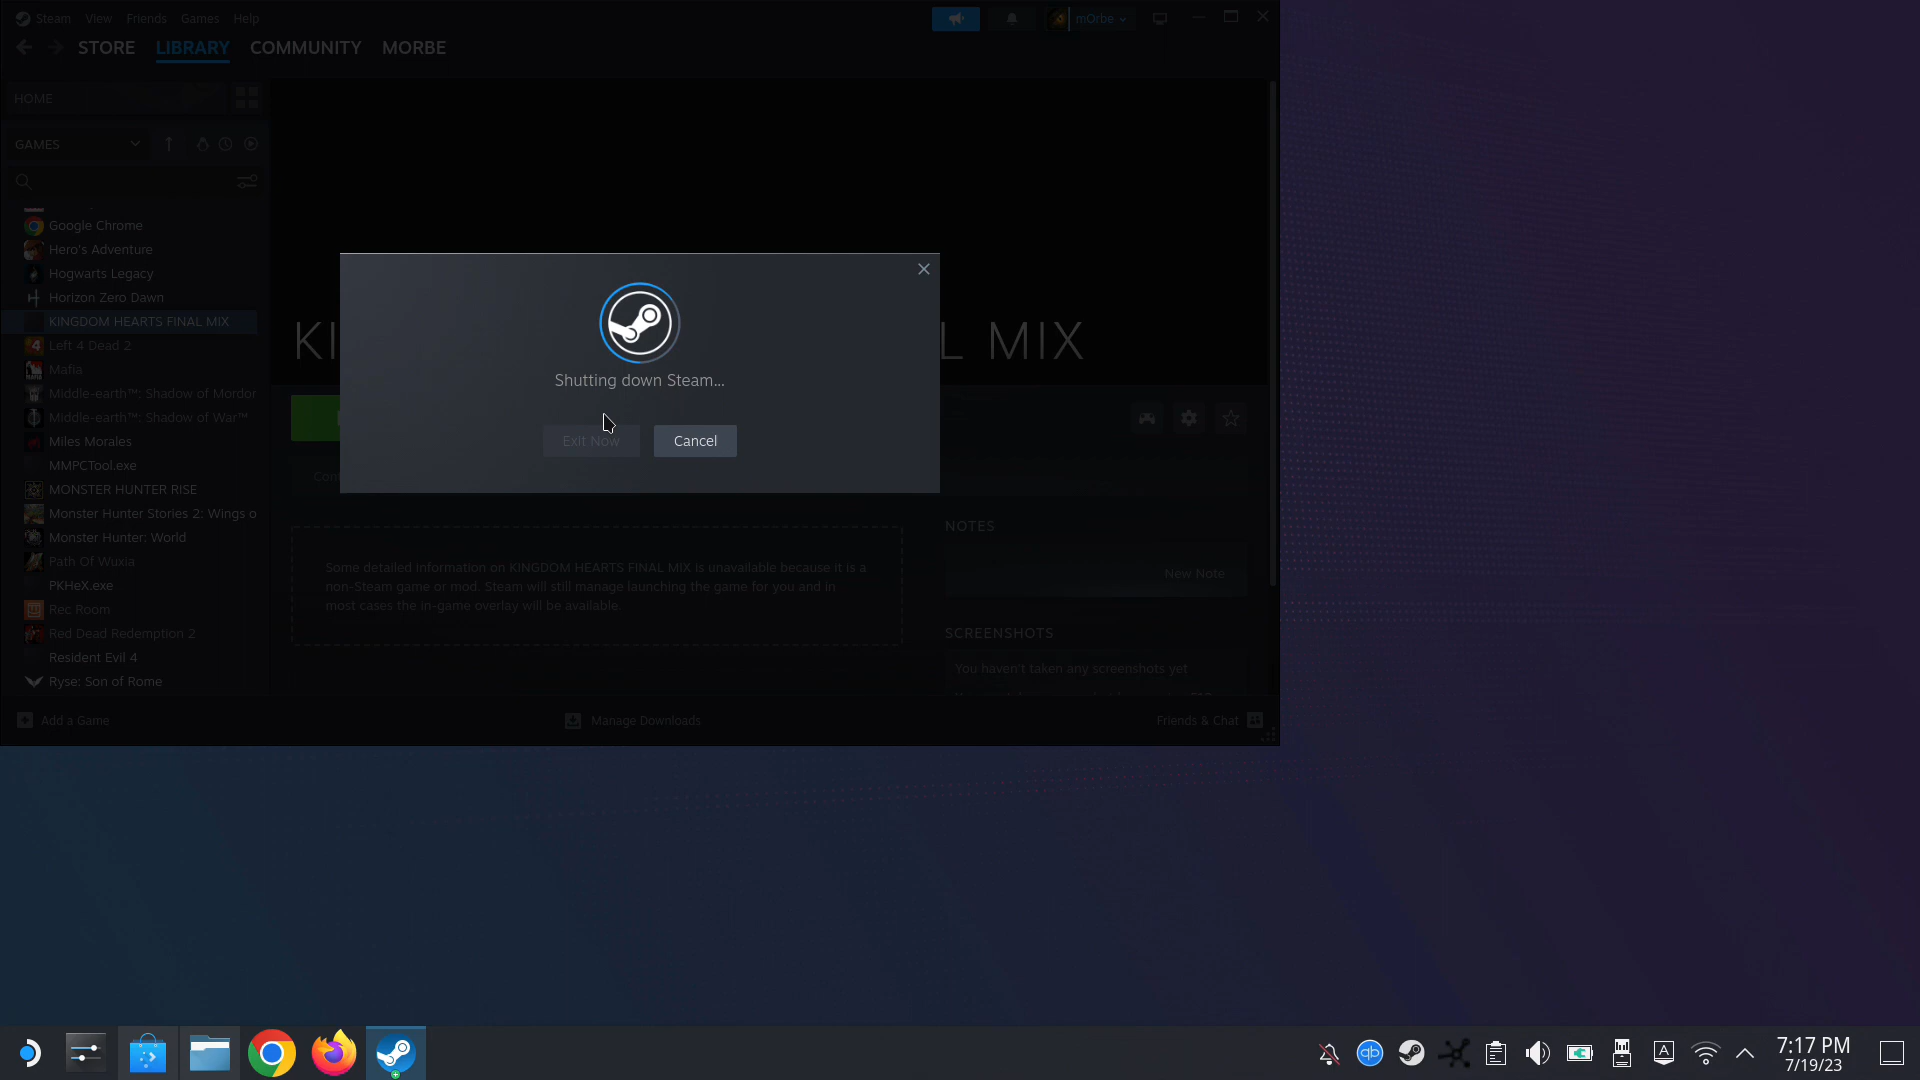 Steam View Friends Games Help
mOrbe
STORE LIBRARY COMMUNITY MORBE
HOME
GAMES
Google Chrome
Hero's Adventure
Hogwarts Legacy
Horizon Zero Dawn
KINGDOM HEARTS FINAL MIX
Left 4 Dead 2
Mafia
Middle-earth™: Shadow of Mordor
Middle-earth™: Shadow of War™
Miles Morales
MMPCTool.exe
MONSTER HUNTER RISE
Monster Hunter Stories 2: Wings o
Monster Hunter: World
Path Of Wuxia
PKHeX.exe
Rec Room
Red Dead Redemption 2
Resident Evil 4
Ryse: Son of Rome
KI
L MIX
Shutting down Steam...
Exit Now Cancel
Some detailed information on KINGDOM HEARTS FINAL MIX is unavailable because it is a
non-Steam game or mod. Steam will still manage launching the game for you and in
most cases the in-game overlay will be available.
NOTES
New Note
SCREENSHOTS
You haven't taken any screenshots yet
Add a Game
Manage Downloads
Friends & Chat
7:17 PM
7/19/23